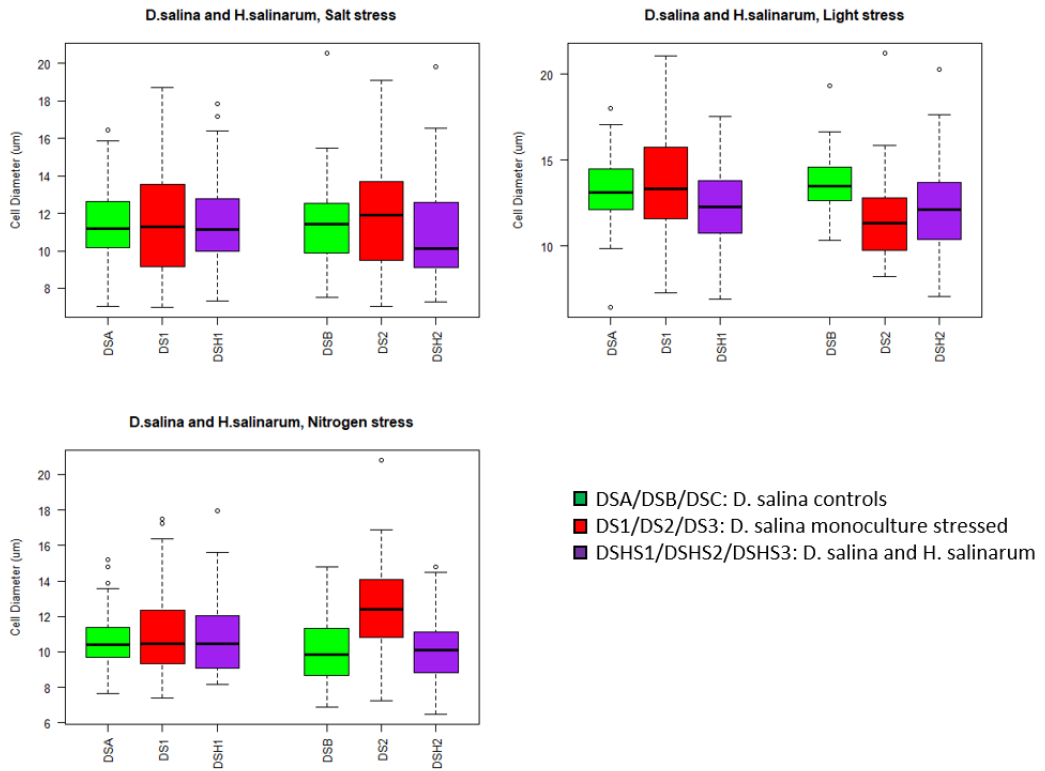 D.salina and H.salinarum, Salt stress
Cell Diameter (um)
20
18
16
14
12
10
8
DSA
DS1
DSH1
DSB
DS2
DSH2
D.salina and H.salinarum, Light stress
Cell Diameter (um)
20
15
10
DSA
DS1
DSH1
DSB
DS2
DSH2
D.salina and H.salinarum, Nitrogen stress
Cell Diameter (um)
20
18
16
14
12
10
8
6
DSA
DS1
DSH1
DSB
DS2
DSH2
DSA/DSB/DSC: D. salina controls
DS1/DS2/DS3: D. salina monoculture stressed
DSHS1/DSHS2/DSHS3: D. salina and H. salinarum